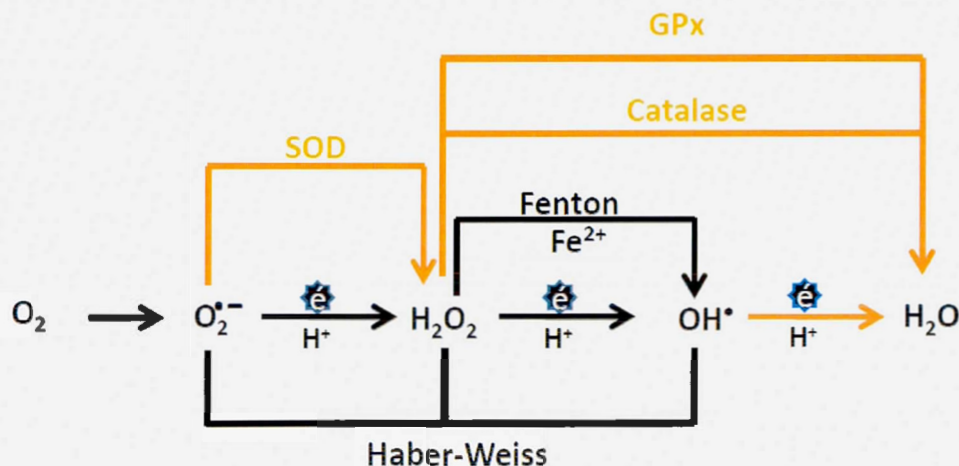 GPx
Catalase
SOD
Fenton
Fe²⁺
O₂ O₂•⁻ é H⁺ H₂O₂ é H⁺ OH• é H⁺ H₂O
Haber-Weiss